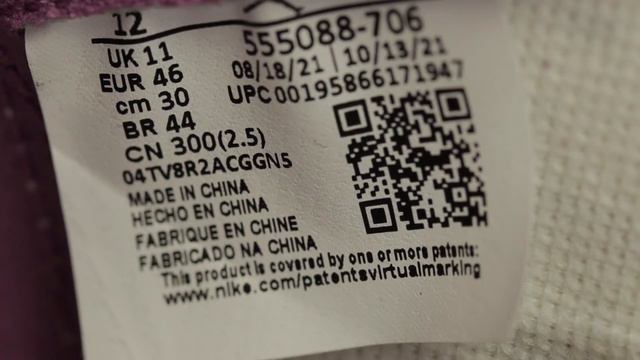 12
UK 11
EUR 46
cm 30
BR 44
CN 300(2.5)
04TV8R2ACGGN5
555088-706
08/18/21 | 10/13/21
UPC 00195866171947
MADE IN CHINA
HECHO EN CHINA
FABRIQUE EN CHINE
FABRICADO NA CHINA
This product is covered by one or more patents:
www.nike.com/patentsvirtualmarking